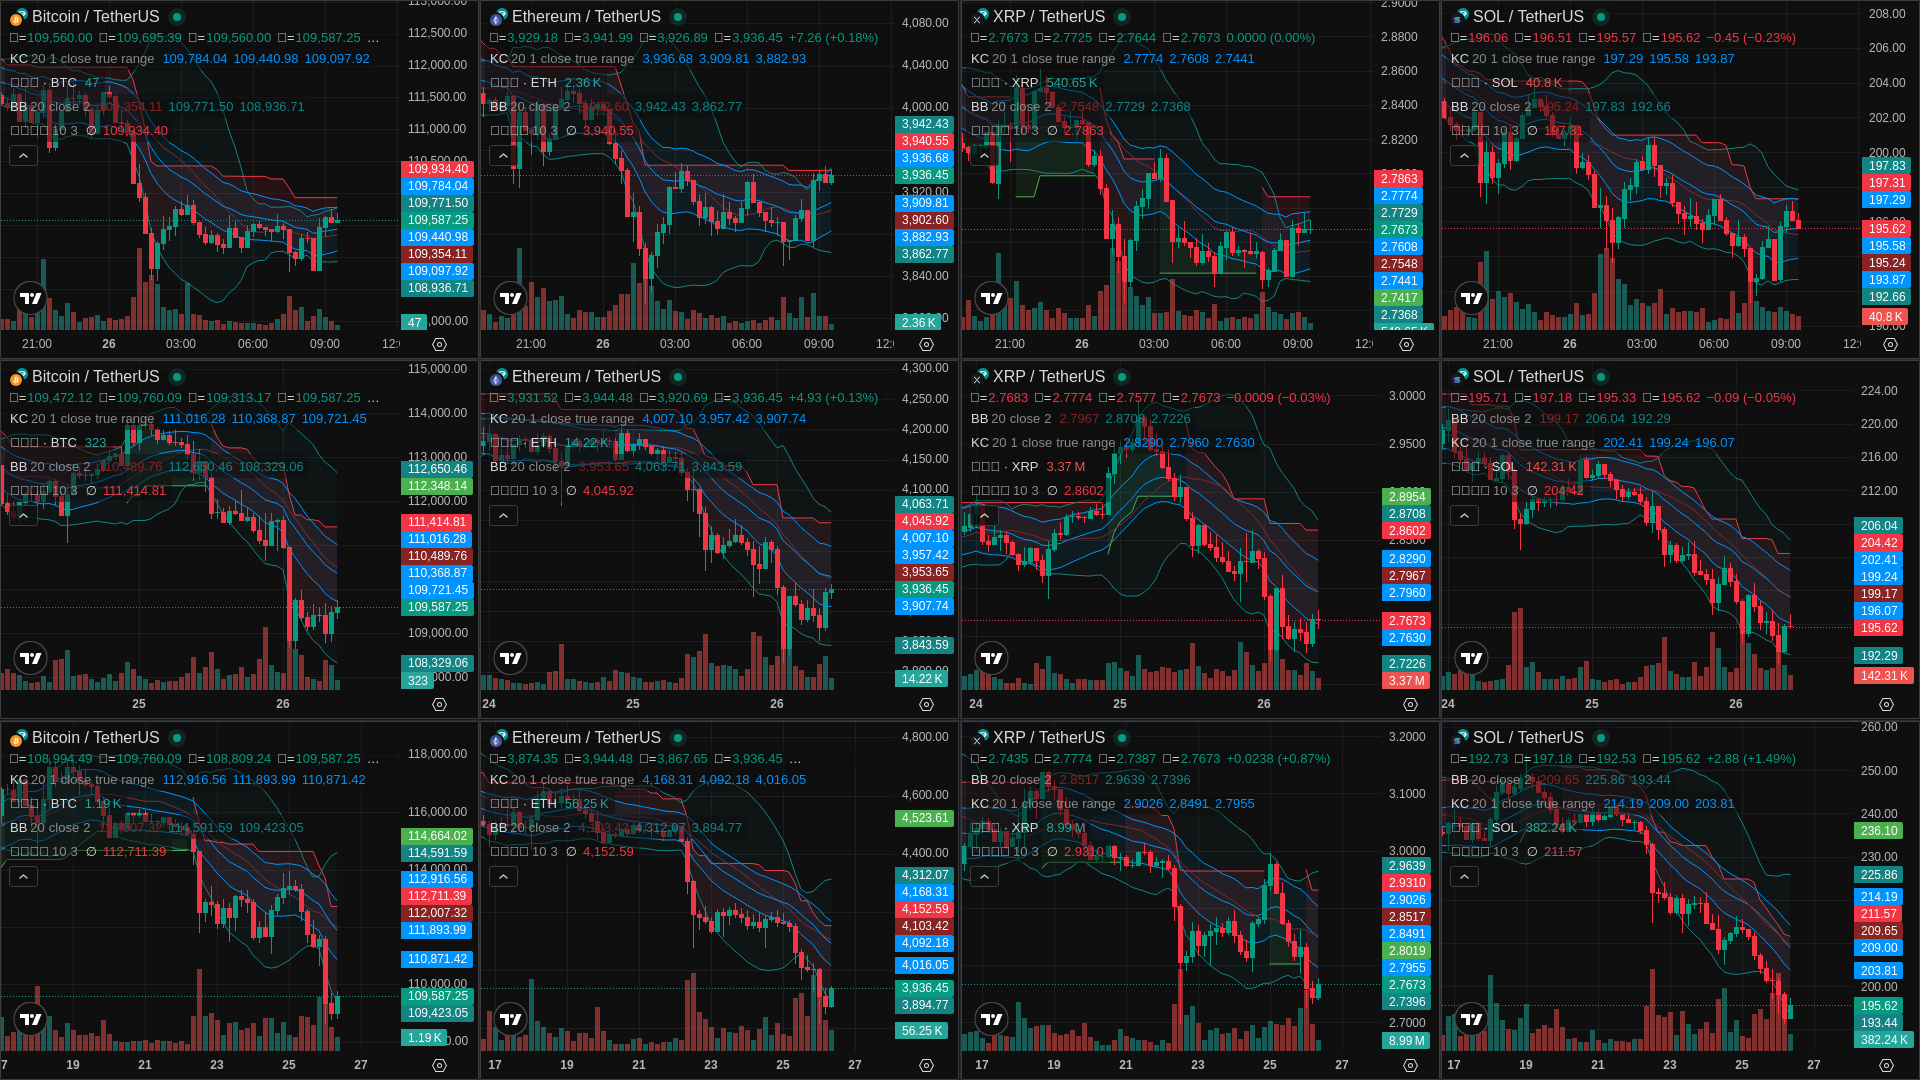 Bitcoin / TetherUS
=109,560.00 =109,695.39 =109,560.00 =109,587.25 ...
KC 20 1 close true range 109,784.04 109,440.98 109,097.92
· BTC 47
BB 20 close 2 109,354.11 109,771.50 108,936.71
10 3 ∅ 109,934.40
112,500.00
112,000.00
111,500.00
111,000.00
109,934.40
109,784.04
109,771.50
109,587.25
109,440.98
109,354.11
109,097.92
108,936.71
47
21:00 26 03:00 06:00 09:00
Ethereum / TetherUS
=3,929.18 =3,941.99 =3,926.89 =3,936.45 +7.26 (+0.18%)
KC 20 1 close true range 3,936.68 3,909.81 3,882.93
· ETH 2.36 K
BB 20 close 2 3,902.60 3,942.43 3,862.77
10 3 ∅ 3,940.55
4,080.00
4,040.00
4,000.00
3,942.43
3,940.55
3,936.68
3,936.45
3,920.00
3,909.81
3,902.60
3,882.93
3,862.77
3,840.00
2.36 K
21:00 26 03:00 06:00 09:00
XRP / TetherUS
=2.7673 =2.7725 =2.7644 =2.7673 0.0000 (0.00%)
KC 20 1 close true range 2.7774 2.7608 2.7441
· XRP 540.65 K
BB 20 close 2 2.7548 2.7729 2.7368
10 3 ∅ 2.7863
2.8800
2.8600
2.8400
2.8200
2.7863
2.7774
2.7729
2.7673
2.7608
2.7548
2.7441
2.7417
2.7368
21:00 26 03:00 06:00 09:00
SOL / TetherUS
=196.06 =196.51 =195.57 =195.62 −0.45 (−0.23%)
KC 20 1 close true range 197.29 195.58 193.87
· SOL 40.8 K
BB 20 close 2 195.24 197.83 192.66
10 3 ∅ 197.31
208.00
206.00
204.00
202.00
200.00
197.83
197.31
197.29
195.62
195.58
195.24
193.87
192.66
40.8 K
21:00 26 03:00 06:00 09:00
Bitcoin / TetherUS
=109,472.12 =109,760.09 =109,313.17 =109,587.25 ...
KC 20 1 close true range 111,016.28 110,368.87 109,721.45
· BTC 323
BB 20 close 2 110,489.76 112,650.46 108,329.06
10 3 ∅ 111,414.81
115,000.00
114,000.00
113,000.00
112,650.46
112,348.14
112,000.00
111,414.81
111,016.28
110,489.76
110,368.87
109,721.45
109,587.25
109,000.00
108,329.06
323
25 26
Ethereum / TetherUS
=3,931.52 =3,944.48 =3,920.69 =3,936.45 +4.93 (+0.13%)
KC 20 1 close true range 4,007.10 3,957.42 3,907.74
· ETH 14.22 K
BB 20 close 2 3,953.65 4,063.71 3,843.59
10 3 ∅ 4,045.92
4,300.00
4,250.00
4,200.00
4,150.00
4,100.00
4,063.71
4,045.92
4,007.10
3,957.42
3,953.65
3,936.45
3,907.74
3,843.59
14.22 K
24 25 26
XRP / TetherUS
=2.7683 =2.7774 =2.7577 =2.7673 −0.0009 (−0.03%)
BB 20 close 2 2.7967 2.8708 2.7226
KC 20 1 close true range 2.8290 2.7960 2.7630
· XRP 3.37 M
10 3 ∅ 2.8602
3.0000
2.9500
2.8954
2.8708
2.8602
2.8500
2.8290
2.7967
2.7960
2.7673
2.7630
2.7226
3.37 M
24 25 26
SOL / TetherUS
=195.71 =197.18 =195.33 =195.62 −0.09 (−0.05%)
BB 20 close 2 199.17 206.04 192.29
KC 20 1 close true range 202.41 199.24 196.07
· SOL 142.31 K
10 3 ∅ 204.42
224.00
220.00
216.00
212.00
206.04
204.42
202.41
199.24
199.17
196.07
195.62
192.29
142.31 K
24 25 26
Bitcoin / TetherUS
=108,994.49 =109,760.09 =108,809.24 =109,587.25 ...
KC 20 1 close true range 112,916.56 111,893.99 110,871.42
· BTC 1.19 K
BB 20 close 2 112,007.32 114,591.59 109,423.05
10 3 ∅ 112,711.39
118,000.00
116,000.00
114,664.02
114,591.59
114,000.00
112,916.56
112,711.39
112,007.32
111,893.99
110,871.42
110,000.00
109,587.25
109,423.05
1.19 K
19 21 23 25 27
Ethereum / TetherUS
=3,874.35 =3,944.48 =3,867.65 =3,936.45 ...
KC 20 1 close true range 4,168.31 4,092.18 4,016.05
· ETH 56.25 K
BB 20 close 2 4,103.42 4,312.07 3,894.77
10 3 ∅ 4,152.59
4,800.00
4,600.00
4,523.61
4,400.00
4,312.07
4,168.31
4,152.59
4,103.42
4,092.18
4,016.05
3,936.45
3,894.77
56.25 K
17 19 21 23 25 27
XRP / TetherUS
=2.7435 =2.7774 =2.7387 =2.7673 +0.0238 (+0.87%)
BB 20 close 2 2.8517 2.9639 2.7396
KC 20 1 close true range 2.9026 2.8491 2.7955
· XRP 8.99 M
10 3 ∅ 2.9310
3.2000
3.1000
3.0000
2.9639
2.9310
2.9026
2.8517
2.8491
2.8019
2.7955
2.7673
2.7396
2.7000
8.99 M
17 19 21 23 25 27
SOL / TetherUS
=192.73 =197.18 =192.53 =195.62 +2.88 (+1.49%)
BB 20 close 2 209.65 225.86 193.44
KC 20 1 close true range 214.19 209.00 203.81
· SOL 382.24 K
10 3 ∅ 211.57
260.00
250.00
240.00
236.10
230.00
225.86
214.19
211.57
209.65
209.00
203.81
200.00
195.62
193.44
382.24 K
17 19 21 23 25 27